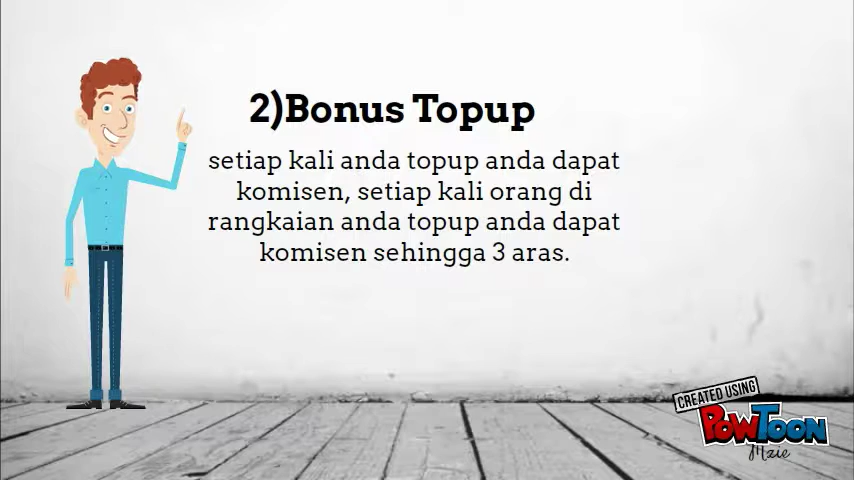 2)Bonus Topup
setiap kali anda topup anda dapat
komisen, setiap kali orang di
rangkaian anda topup anda dapat
komisen sehingga 3 aras.
CREATED USING
POWTOON
Mzie